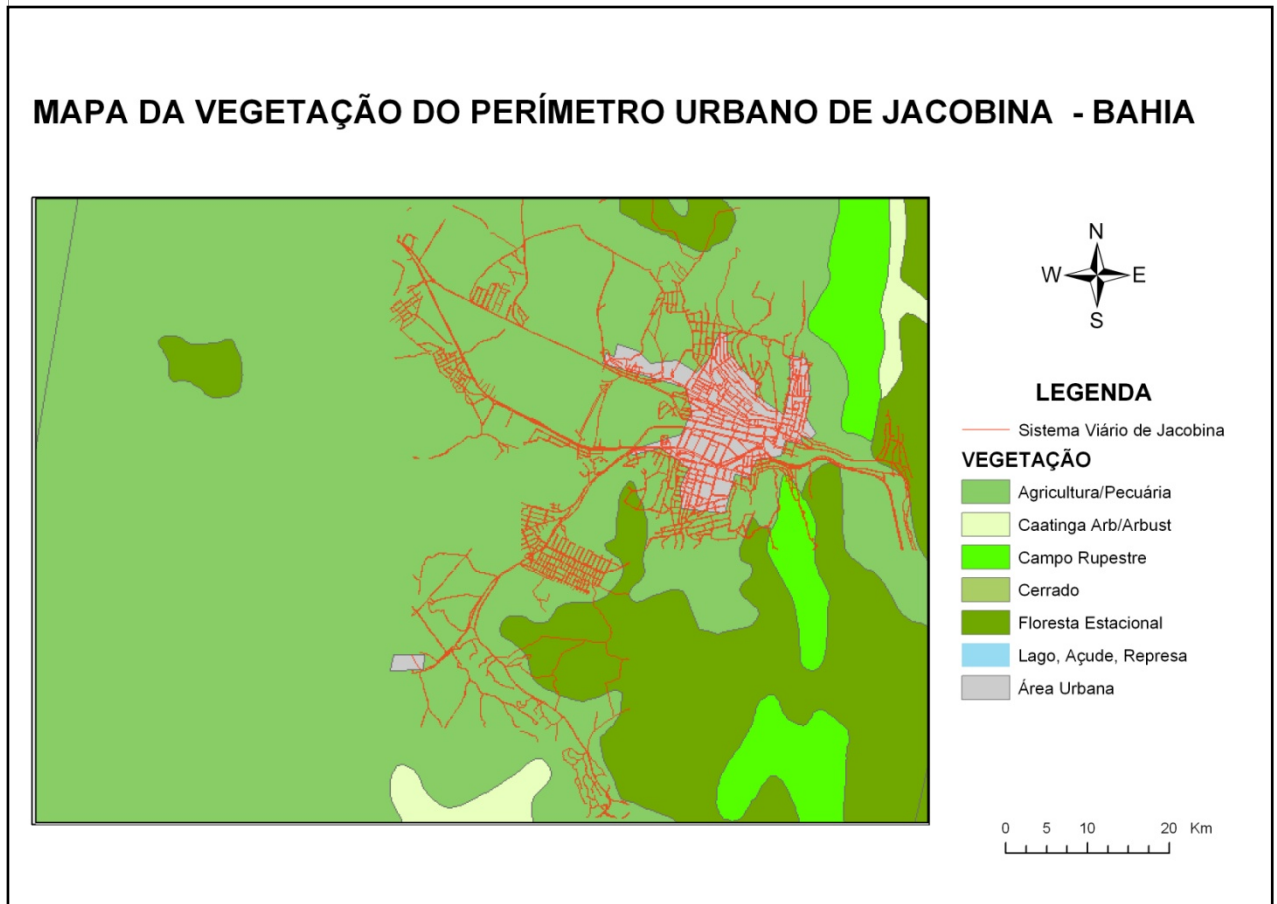 MAPA DA VEGETAÇÃO DO PERÍMETRO URBANO DE JACOBINA - BAHIA
N
W E
S
LEGENDA
Sistema Viário de Jacobina
VEGETAÇÃO
Agricultura/Pecuária
Caatinga Arb/Arbust
Campo Rupestre
Cerrado
Floresta Estacional
Lago, Açude, Represa
Área Urbana
0 5 10 20 Km